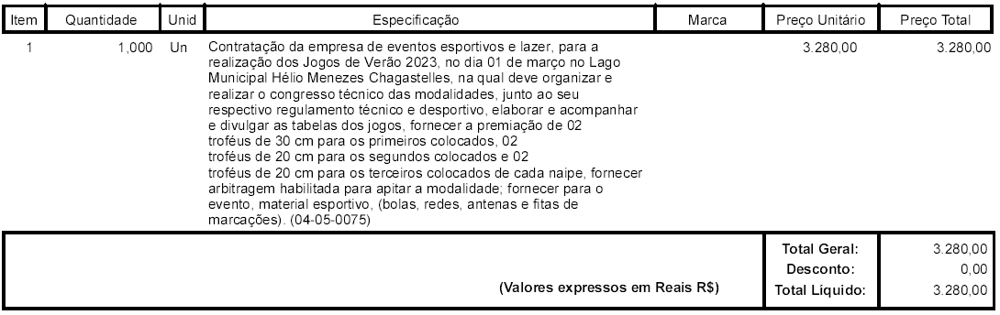 Item Quantidade Unid Especificação Marca Preço Unitário Preço Total
1 1,000 Un Contratação da empresa de eventos esportivos e lazer, para a 3.280,00 3.280,00
realização dos Jogos de Verão 2023, no dia 01 de março no Lago
Municipal Hélio Menezes Chagastelles, na qual deve organizar e
realizar o congresso técnico das modalidades, junto ao seu
respectivo regulamento técnico e desportivo, elaborar e acompanhar
e divulgar as tabelas dos jogos, fornecer a premiação de 02
troféus de 30 cm para os primeiros colocados, 02
troféus de 20 cm para os segundos colocados e 02
troféus de 20 cm para os terceiros colocados de cada naipe, fornecer
arbitragem habilitada para apitar a modalidade; fornecer para o
evento, material esportivo, (bolas, redes, antenas e fitas de
marcações). (04-05-0075)
Total Geral: 3.280,00
Desconto: 0,00
(Valores expressos em Reais R$) Total Líquido: 3.280,00